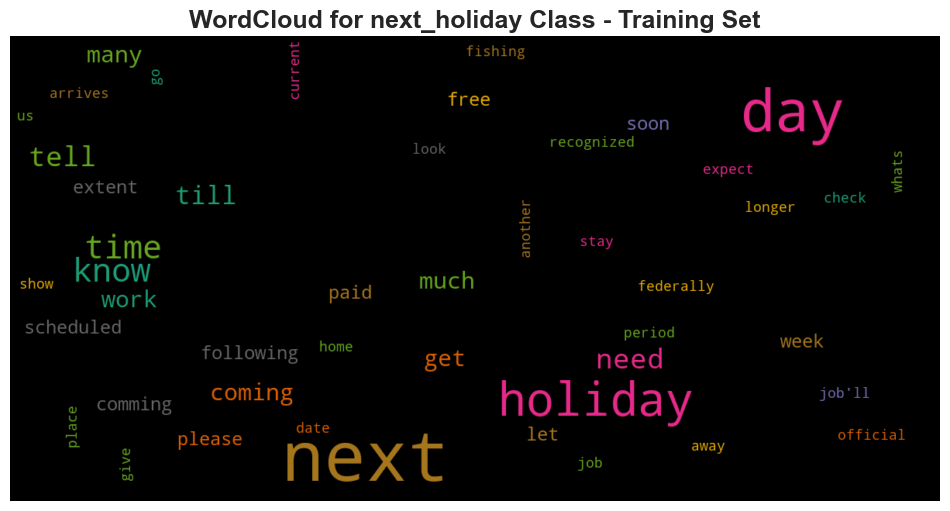 WordCloud for next_holiday Class - Training Set
many
go
current
fishing
arrives
free
day
us
soon
recognized
tell
look
whats
extent
till
expect
check
longer
another
time
stay
know
show
work
paid
much
federally
scheduled
following
home
get
period
need
week
coming
holiday
job'll
comming
place
please
date
next
let
away
official
give
job